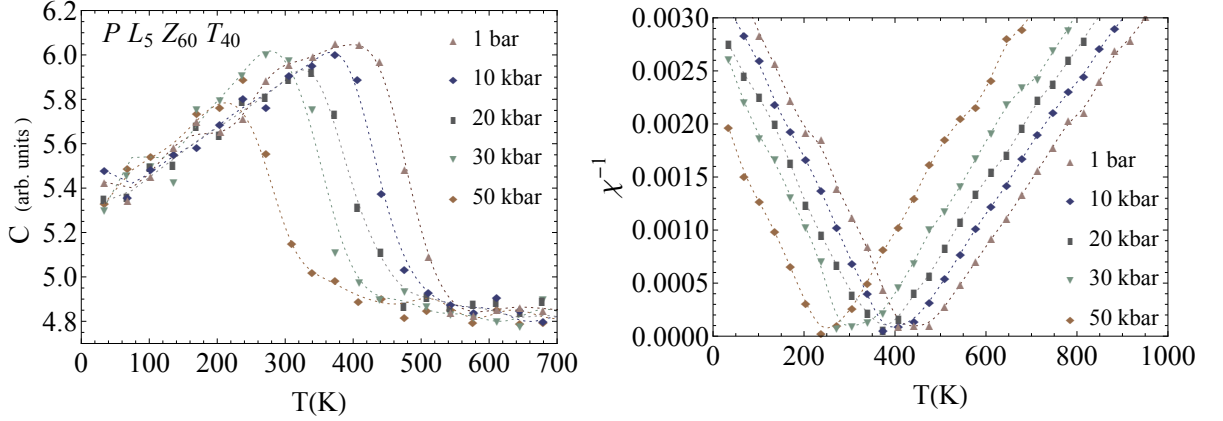 P L₅ Z₆₀ T₄₀
6.2
6.0
5.8
5.6
5.4
5.2
5.0
4.8
C (arb. units)
1 bar
10 kbar
20 kbar
30 kbar
50 kbar
0 100 200 300 400 500 600 700
T(K)
0.0030
0.0025
0.0020
0.0015
0.0010
0.0005
0.0000
χ⁻¹
1 bar
10 kbar
20 kbar
30 kbar
50 kbar
0 200 400 600 800 1000
T(K)